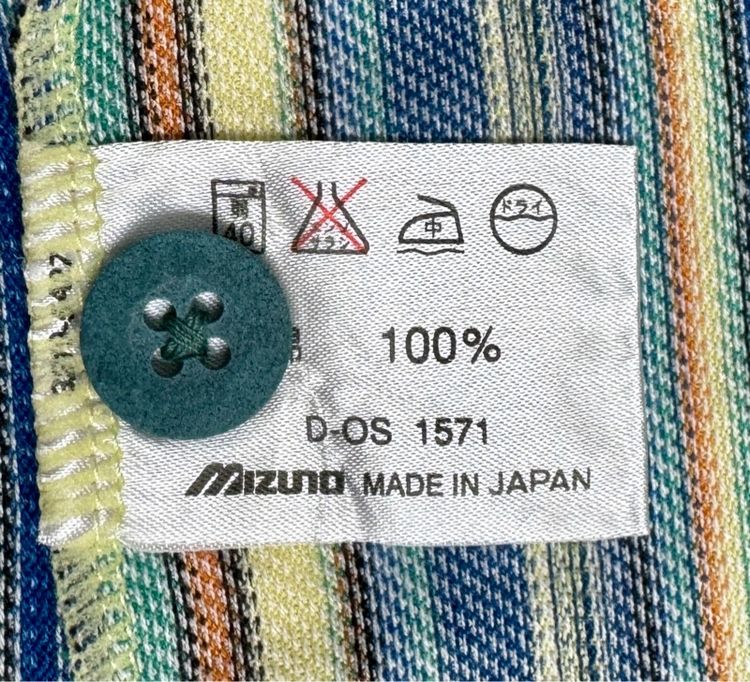 40
中
ドライ
100%
D-OS 1571
MIZUNO MADE IN JAPAN